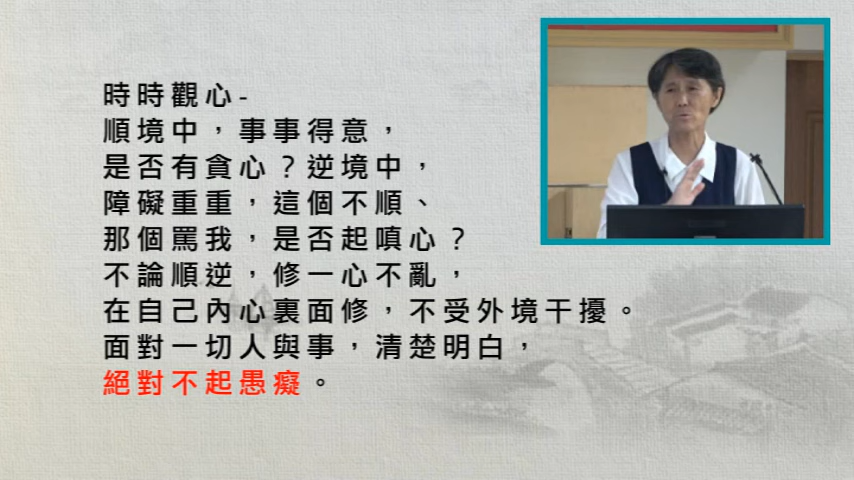 時時觀心-
順境中，事事得意，
是否有貪心？逆境中，
障礙重重，這個不順、
那個罵我，是否起嗔心？
不論順逆，修一心不亂，
在自己內心裏面修，不受外境干擾。
面對一切人與事，清楚明白，
絕對不起愚癡。